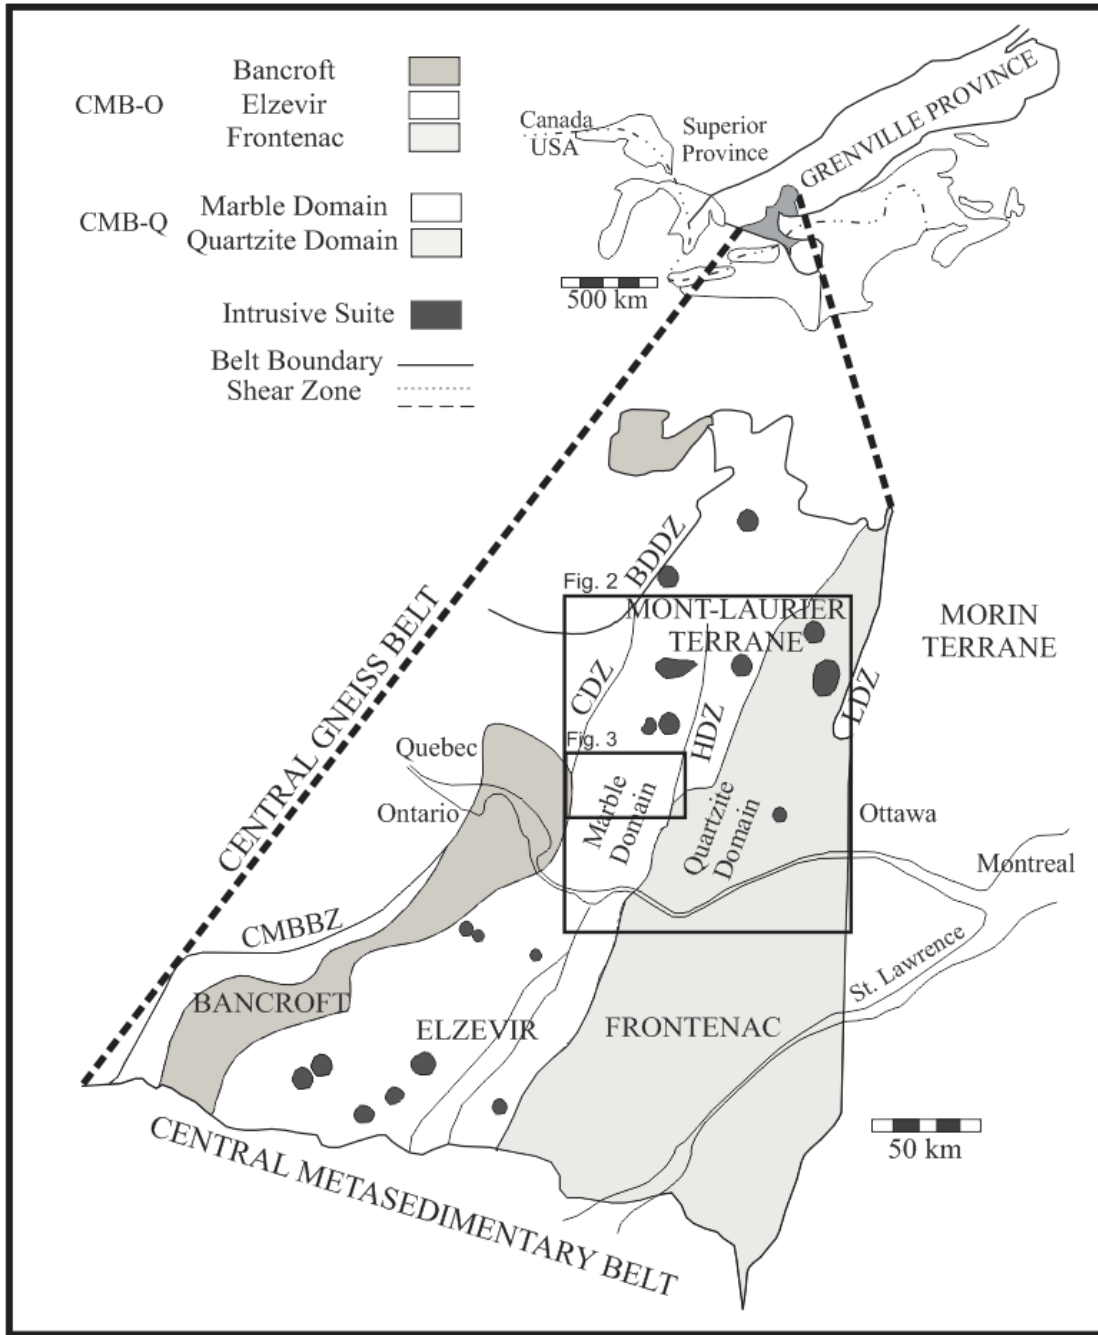 Bancroft
CMB-O
Elzevir
Frontenac
CMB-Q
Marble Domain
Quartzite Domain
Intrusive Suite
Belt Boundary
Shear Zone
Canada
USA
Superior
Province
GRENVILLE PROVINCE
500 km
BDDZ
Fig. 2
MONT-LAURIER
TERRANE
MORIN
TERRANE
CENTRAL GNEISS BELT
CDZ
HDZ
LDZ
Fig. 3
Quebec
Ontario
Marble
Domain
Quartzite
Domain
Ottawa
Montreal
CMBBZ
St. Lawrence
BANCROFT
ELZEVIR
FRONTENAC
50 km
CENTRAL METASEDIMENTARY BELT